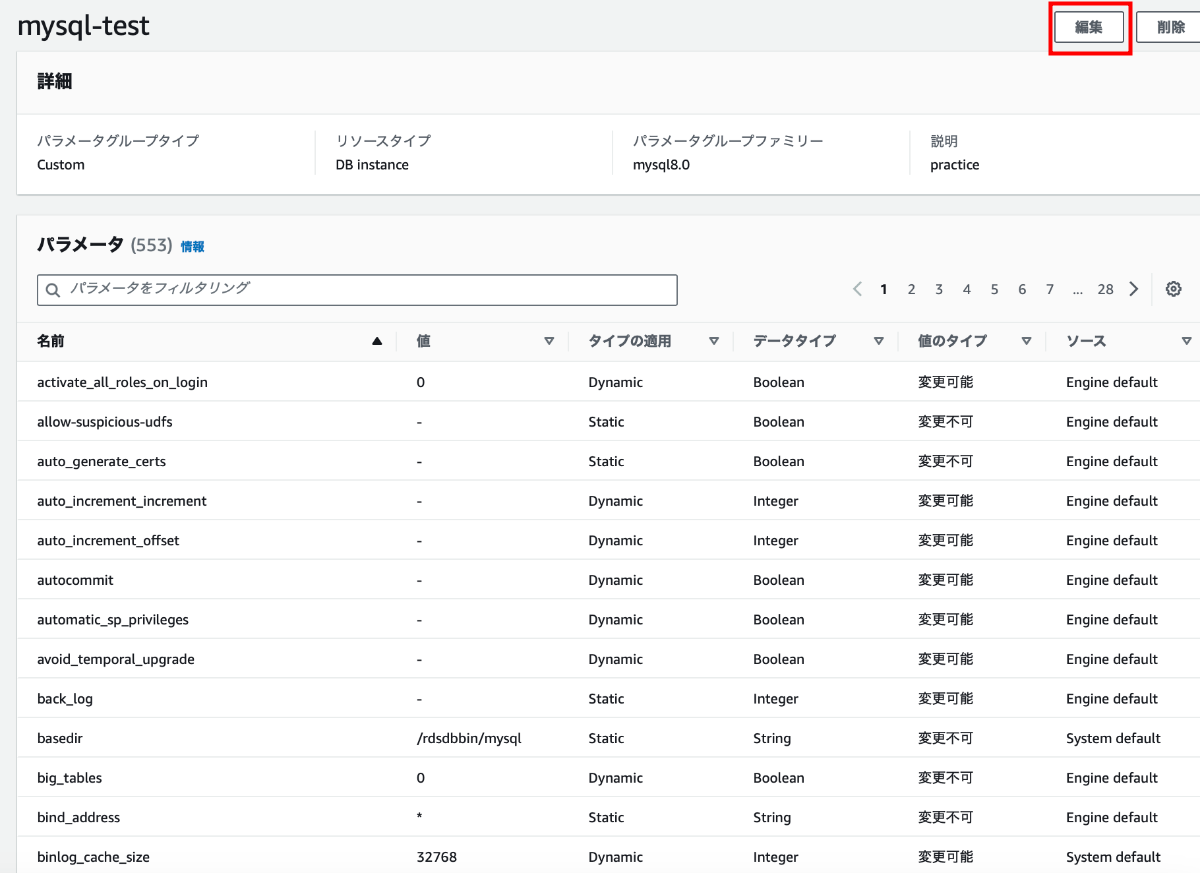 mysql-test 編集 削除
詳細
パラメータグループタイプ リソースタイプ パラメータグループファミリー 説明
Custom DB instance mysql8.0 practice
パラメータ (553) 情報
パラメータをフィルタリング 1 2 3 4 5 6 7 ... 28
名前 値 タイプの適用 データタイプ 値のタイプ ソース
activate_all_roles_on_login 0 Dynamic Boolean 変更可能 Engine default
allow-suspicious-udfs - Static Boolean 変更不可 Engine default
auto_generate_certs - Static Boolean 変更不可 Engine default
auto_increment_increment - Dynamic Integer 変更可能 Engine default
auto_increment_offset - Dynamic Integer 変更可能 Engine default
autocommit - Dynamic Boolean 変更可能 Engine default
automatic_sp_privileges - Dynamic Boolean 変更可能 Engine default
avoid_temporal_upgrade - Dynamic Boolean 変更可能 Engine default
back_log - Static Integer 変更可能 Engine default
basedir /rdsdbbin/mysql Static String 変更不可 System default
big_tables 0 Dynamic Boolean 変更不可 Engine default
bind_address * Static String 変更不可 Engine default
binlog_cache_size 32768 Dynamic Integer 変更可能 System default